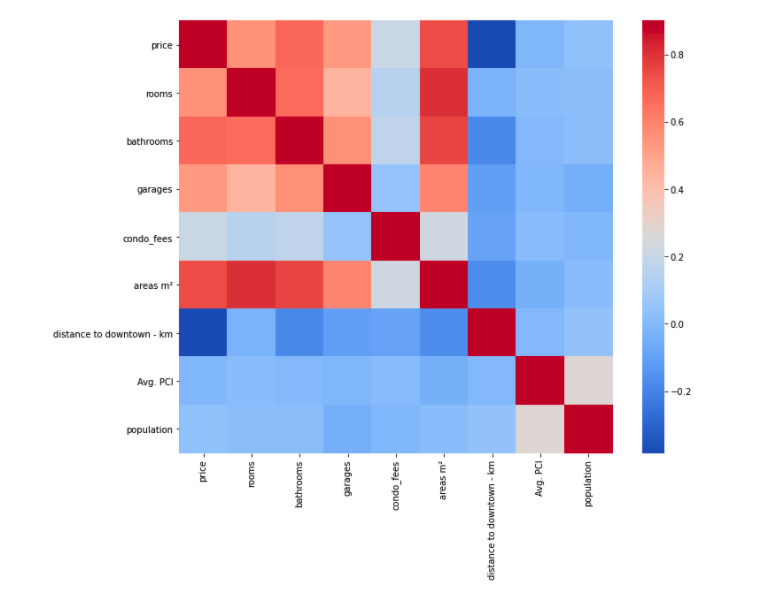 price
rooms
bathrooms
garages
condo_fees
areas m²
distance to downtown - km
Avg. PCI
population
price
rooms
bathrooms
garages
condo_fees
areas m²
distance to downtown - km
Avg. PCI
population
0.8
0.6
0.4
0.2
0.0
−0.2